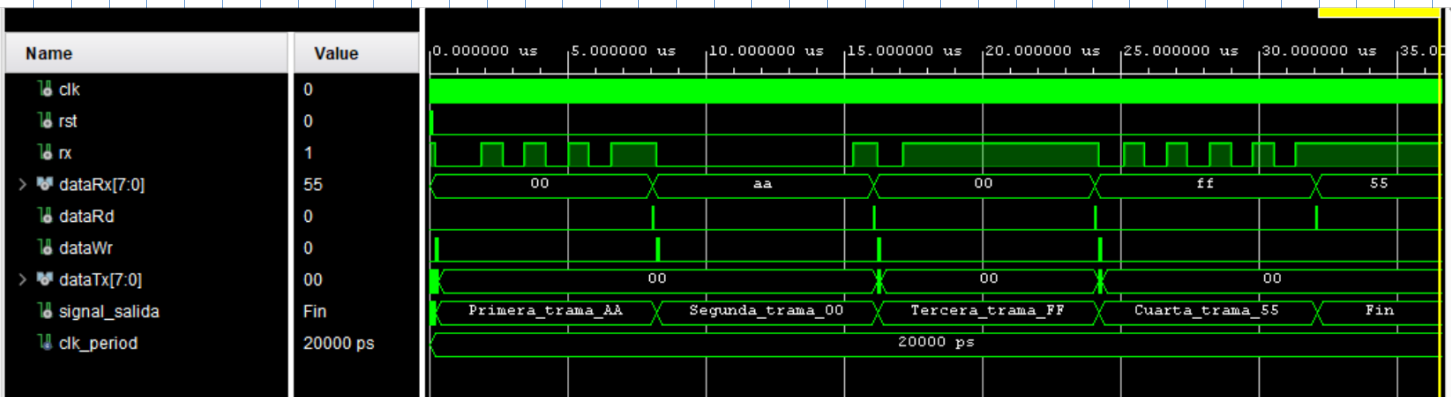 Name Value 0.000000 us 5.000000 us 10.000000 us 15.000000 us 20.000000 us 25.000000 us 30.000000 us 35.0
clk 0
rst 0
rx 1
dataRx[7:0] 55 00 aa 00 ff 55
dataRd 0
dataWr 0
dataTx[7:0] 00 00 00 00
signal_salida Fin Primera_trama_AA Segunda_trama_00 Tercera_trama_FF Cuarta_trama_55 Fin
clk_period 20000 ps 20000 ps